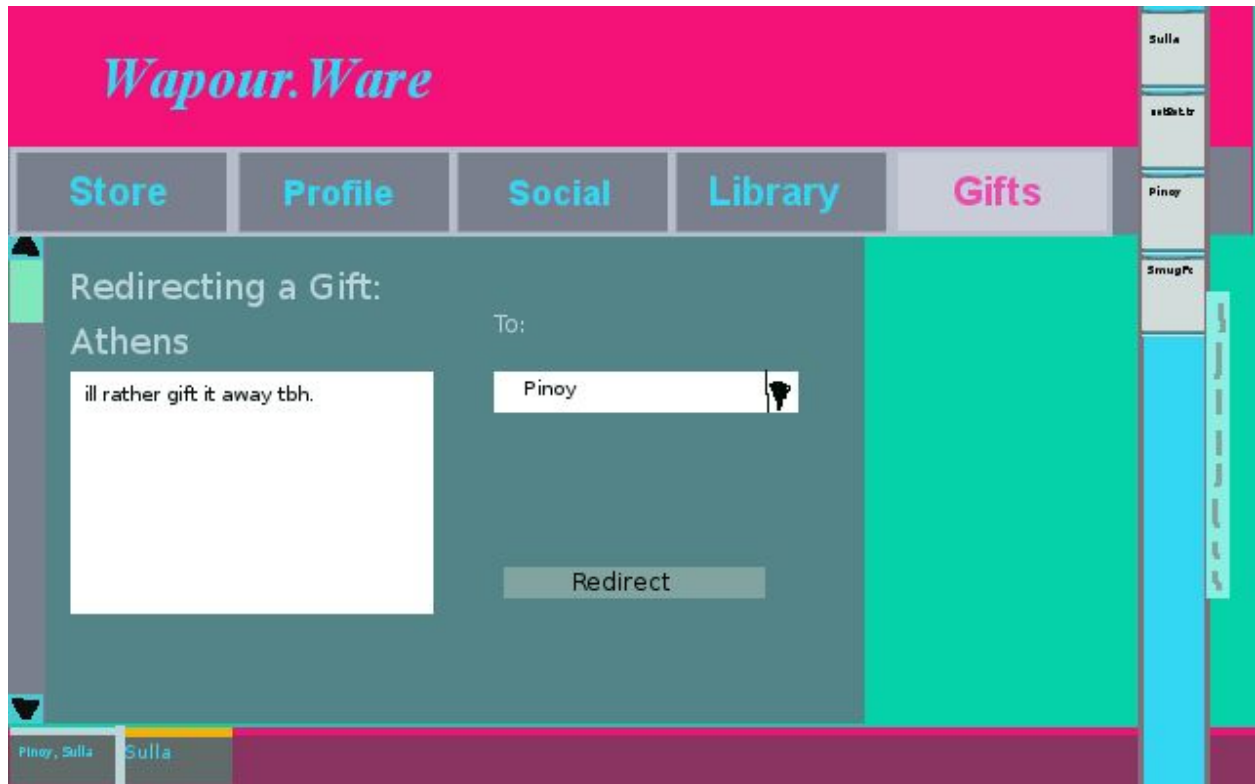 Wapour.Ware
Store
Profile
Social
Library
Gifts
Sulla
Pinoy
Redirecting a Gift:
Athens
To:
ill rather gift it away tbh.
Pinoy
Redirect
Pinoy, Sulla
Sulla